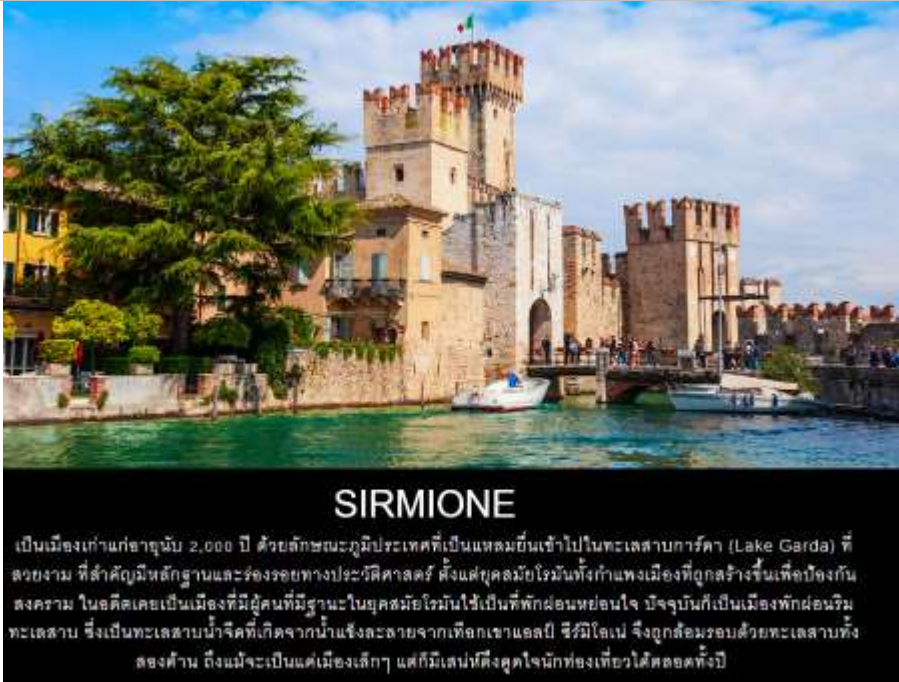 SIRMIONE
เป็นเมืองเก่าแก่อายุนับ 2,000 ปี ด้วยลักษณะภูมิประเทศที่เป็นแหลมยื่นเข้าไปในทะเลสาบการ์ดา (Lake Garda) ที่
สวยงาม ที่สำคัญมีหลักฐานและร่องรอยทางประวัติศาสตร์ ตั้งแต่ยุคสมัยโรมันทั้งกำแพงเมืองที่ถูกสร้างขึ้นเพื่อป้องกัน
สงคราม ในอดีตเคยเป็นเมืองที่มีผู้คนที่มีฐานะในยุคสมัยโรมันใช้เป็นที่พักผ่อนหย่อนใจ ปัจจุบันก็เป็นเมืองพักผ่อนริม
ทะเลสาบ ซึ่งเป็นทะเลสาบน้ำจืดที่เกิดจากน้ำแข็งละลายจากเทือกเขาแอลป์ ซีร์มีโอเน่ จึงถูกล้อมรอบด้วยทะเลสาบทั้ง
สองด้าน ถึงแม้จะเป็นแค่เมืองเล็กๆ แต่ก็มีเสน่ห์ดึงดูดใจนักท่องเที่ยวได้ตลอดทั้งปี